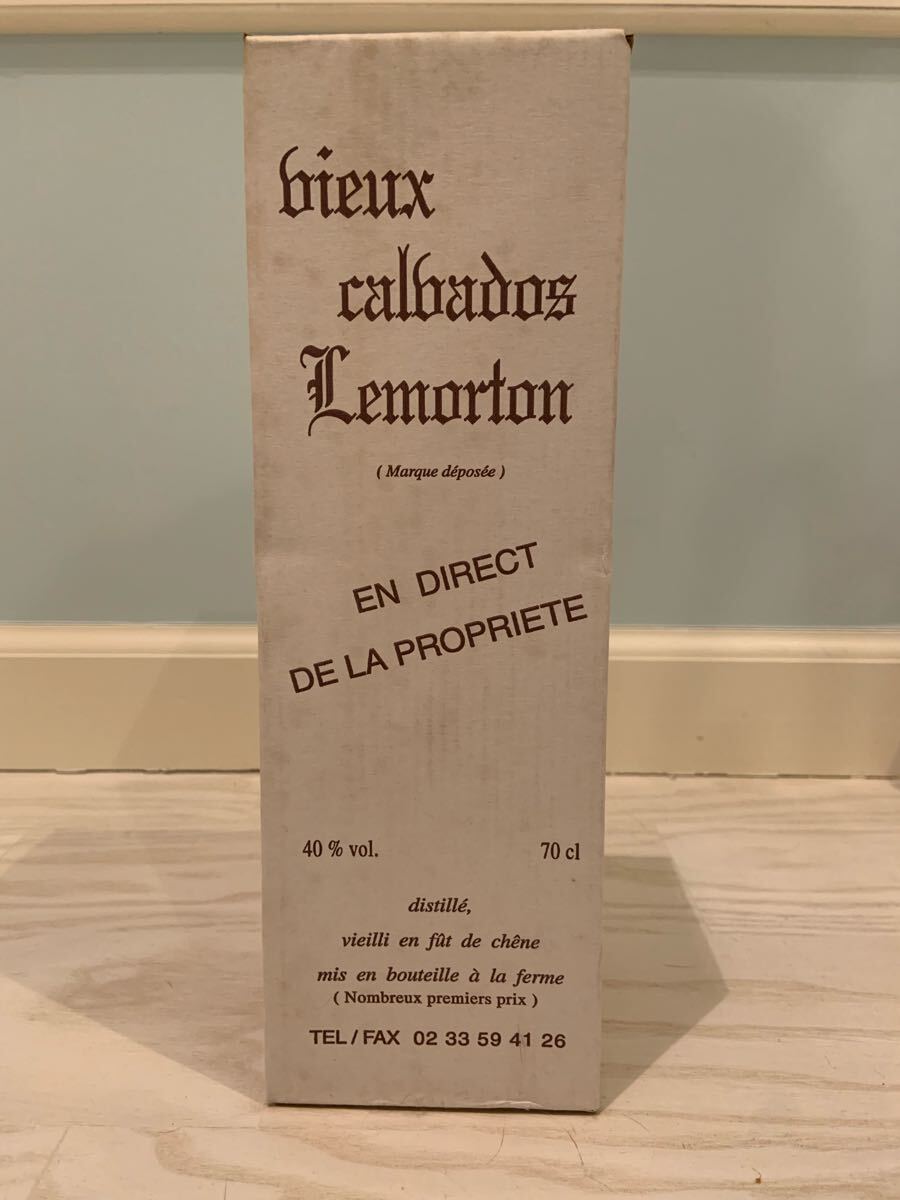 vieux
calvados
Lemorton
( Marque déposée )
EN DIRECT
DE LA PROPRIETE
40 % vol. 70 cl
distillé,
vieilli en fût de chêne
mis en bouteille à la ferme
( Nombreux premiers prix )
TEL / FAX 02 33 59 41 26